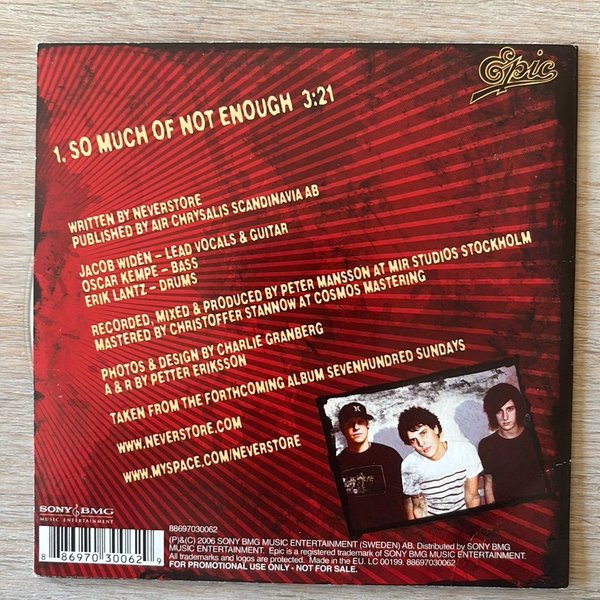 Epic
1. SO MUCH OF NOT ENOUGH 3:21
WRITTEN BY NEVERSTORE
PUBLISHED BY AIR CHRYSALIS SCANDINAVIA AB
JACOB WIDEN – LEAD VOCALS & GUITAR
OSCAR KEMPE – BASS
ERIK LANTZ – DRUMS
RECORDED, MIXED & PRODUCED BY PETER MANSSON AT MIR STUDIOS STOCKHOLM
MASTERED BY CHRISTOFFER STANNOW AT COSMOS MASTERING
PHOTOS & DESIGN BY CHARLIE GRANBERG
A & R BY PETTER ERIKSSON
TAKEN FROM THE FORTHCOMING ALBUM SEVENHUNDRED SUNDAYS
WWW.NEVERSTORE.COM
WWW.MYSPACE.COM/NEVERSTORE
SONY BMG
MUSIC ENTERTAINMENT
8 86970 30062 9
88697030062
(P)&(C) 2006 SONY BMG MUSIC ENTERTAINMENT (SWEDEN) AB. Distributed by SONY BMG
MUSIC ENTERTAINMENT. Epic is a registered trademark of SONY BMG MUSIC ENTERTAINMENT.
All trademarks and logos are protected. Made in the EU. LC 00199. 88697030062
FOR PROMOTIONAL USE ONLY - NOT FOR SALE.